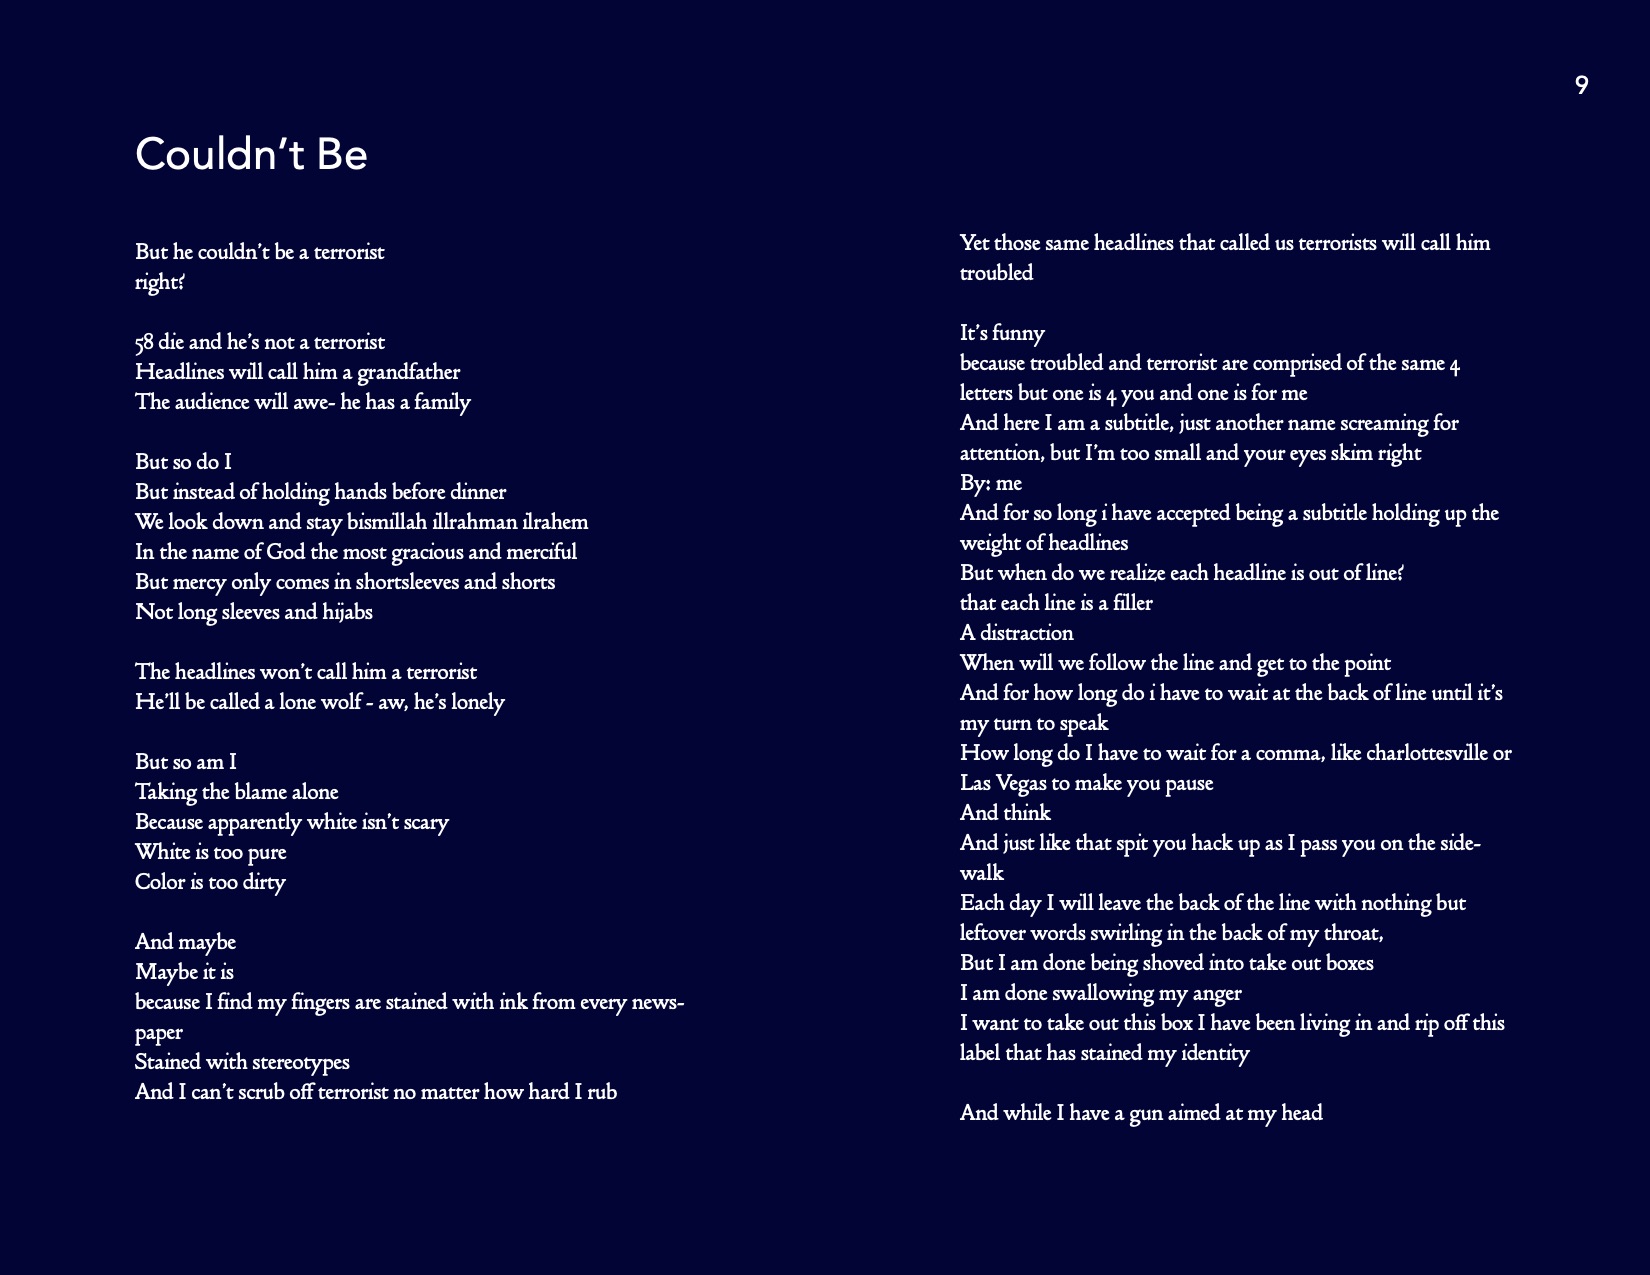 9
Couldn't Be
But he couldn't be a terrorist
right?
58 die and he's not a terrorist
Headlines will call him a grandfather
The audience will awe- he has a family
But so do I
But instead of holding hands before dinner
We look down and stay bismillah illrahman ilrahem
In the name of God the most gracious and merciful
But mercy only comes in shortsleeves and shorts
Not long sleeves and hijabs
The headlines won't call him a terrorist
He'll be called a lone wolf - aw, he's lonely
But so am I
Taking the blame alone
Because apparently white isn't scary
White is too pure
Color is too dirty
And maybe
Maybe it is
because I find my fingers are stained with ink from every news-
paper
Stained with stereotypes
And I can't scrub off terrorist no matter how hard I rub
Yet those same headlines that called us terrorists will call him
troubled
It's funny
because troubled and terrorist are comprised of the same 4
letters but one is 4 you and one is for me
And here I am a subtitle, just another name screaming for
attention, but I'm too small and your eyes skim right
By: me
And for so long i have accepted being a subtitle holding up the
weight of headlines
But when do we realize each headline is out of line?
that each line is a filler
A distraction
When will we follow the line and get to the point
And for how long do i have to wait at the back of line until it's
my turn to speak
How long do I have to wait for a comma, like charlottesville or
Las Vegas to make you pause
And think
And just like that spit you hack up as I pass you on the side-
walk
Each day I will leave the back of the line with nothing but
leftover words swirling in the back of my throat,
But I am done being shoved into take out boxes
I am done swallowing my anger
I want to take out this box I have been living in and rip off this
label that has stained my identity
And while I have a gun aimed at my head